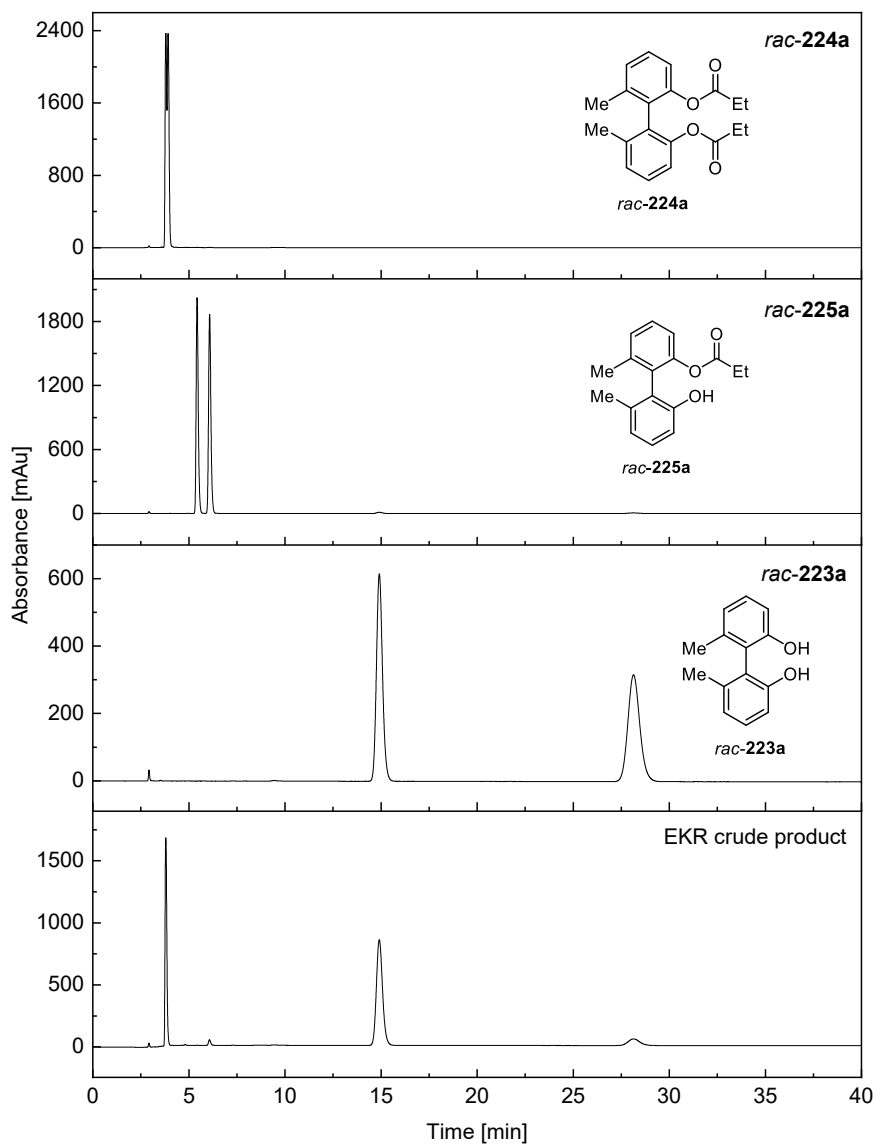 Absorbance [mAu]
2400
1600
800
0
rac-224a
Me
Me
O
O
Et
O
Et
O
rac-224a
1800
1200
600
0
rac-225a
O
Me
O
Et
Me
OH
rac-225a
600
400
200
0
rac-223a
Me
OH
Me
OH
rac-223a
1500
1000
500
0
EKR crude product
0 5 10 15 20 25 30 35 40
Time [min]